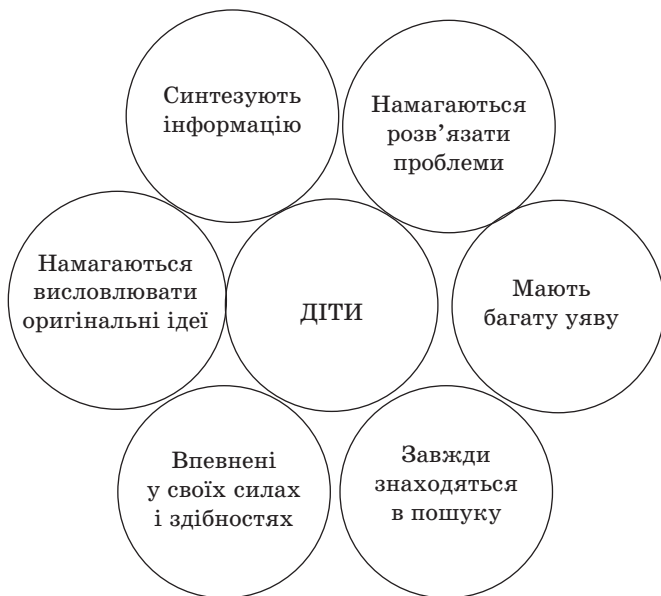 Синтезують
інформацію
Намагаються
розв’язати
проблеми
Намагаються
висловлювати
оригінальні ідеї
ДІТИ
Мають
багату уяву
Впевнені
у своїх силах
і здібностях
Завжди
знаходяться
в пошуку